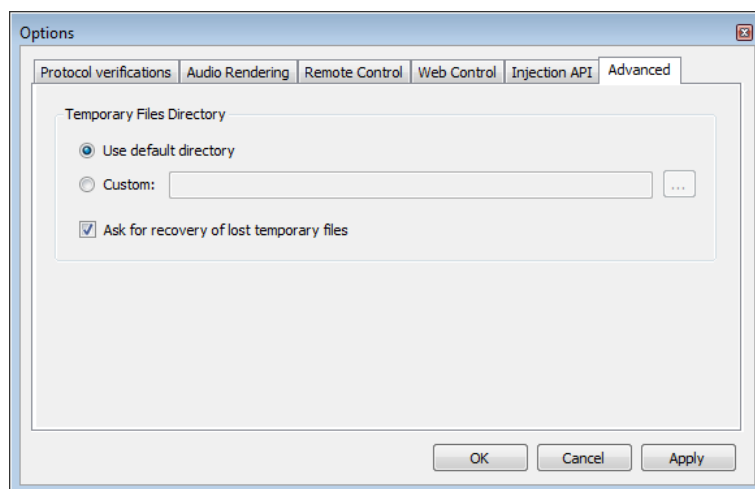 Options
Protocol verifications Audio Rendering Remote Control Web Control Injection API Advanced
Temporary Files Directory
Use default directory
Custom: ...
Ask for recovery of lost temporary files
OK Cancel Apply